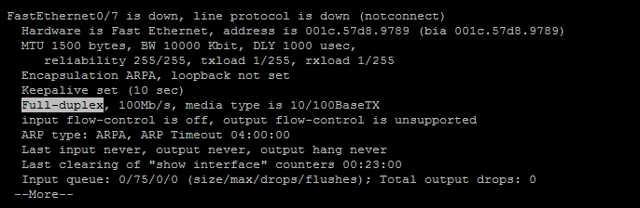 FastEthernet0/7 is down, line protocol is down (notconnect)
Hardware is Fast Ethernet, address is 001c.57d8.9789 (bia 001c.57d8.9789)
MTU 1500 bytes, BW 10000 Kbit, DLY 1000 usec,
reliability 255/255, txload 1/255, rxload 1/255
Encapsulation ARPA, loopback not set
Keepalive set (10 sec)
Full-duplex, 100Mb/s, media type is 10/100BaseTX
input flow-control is off, output flow-control is unsupported
ARP type: ARPA, ARP Timeout 04:00:00
Last input never, output never, output hang never
Last clearing of "show interface" counters 00:23:00
Input queue: 0/75/0/0 (size/max/drops/flushes); Total output drops: 0
--More--